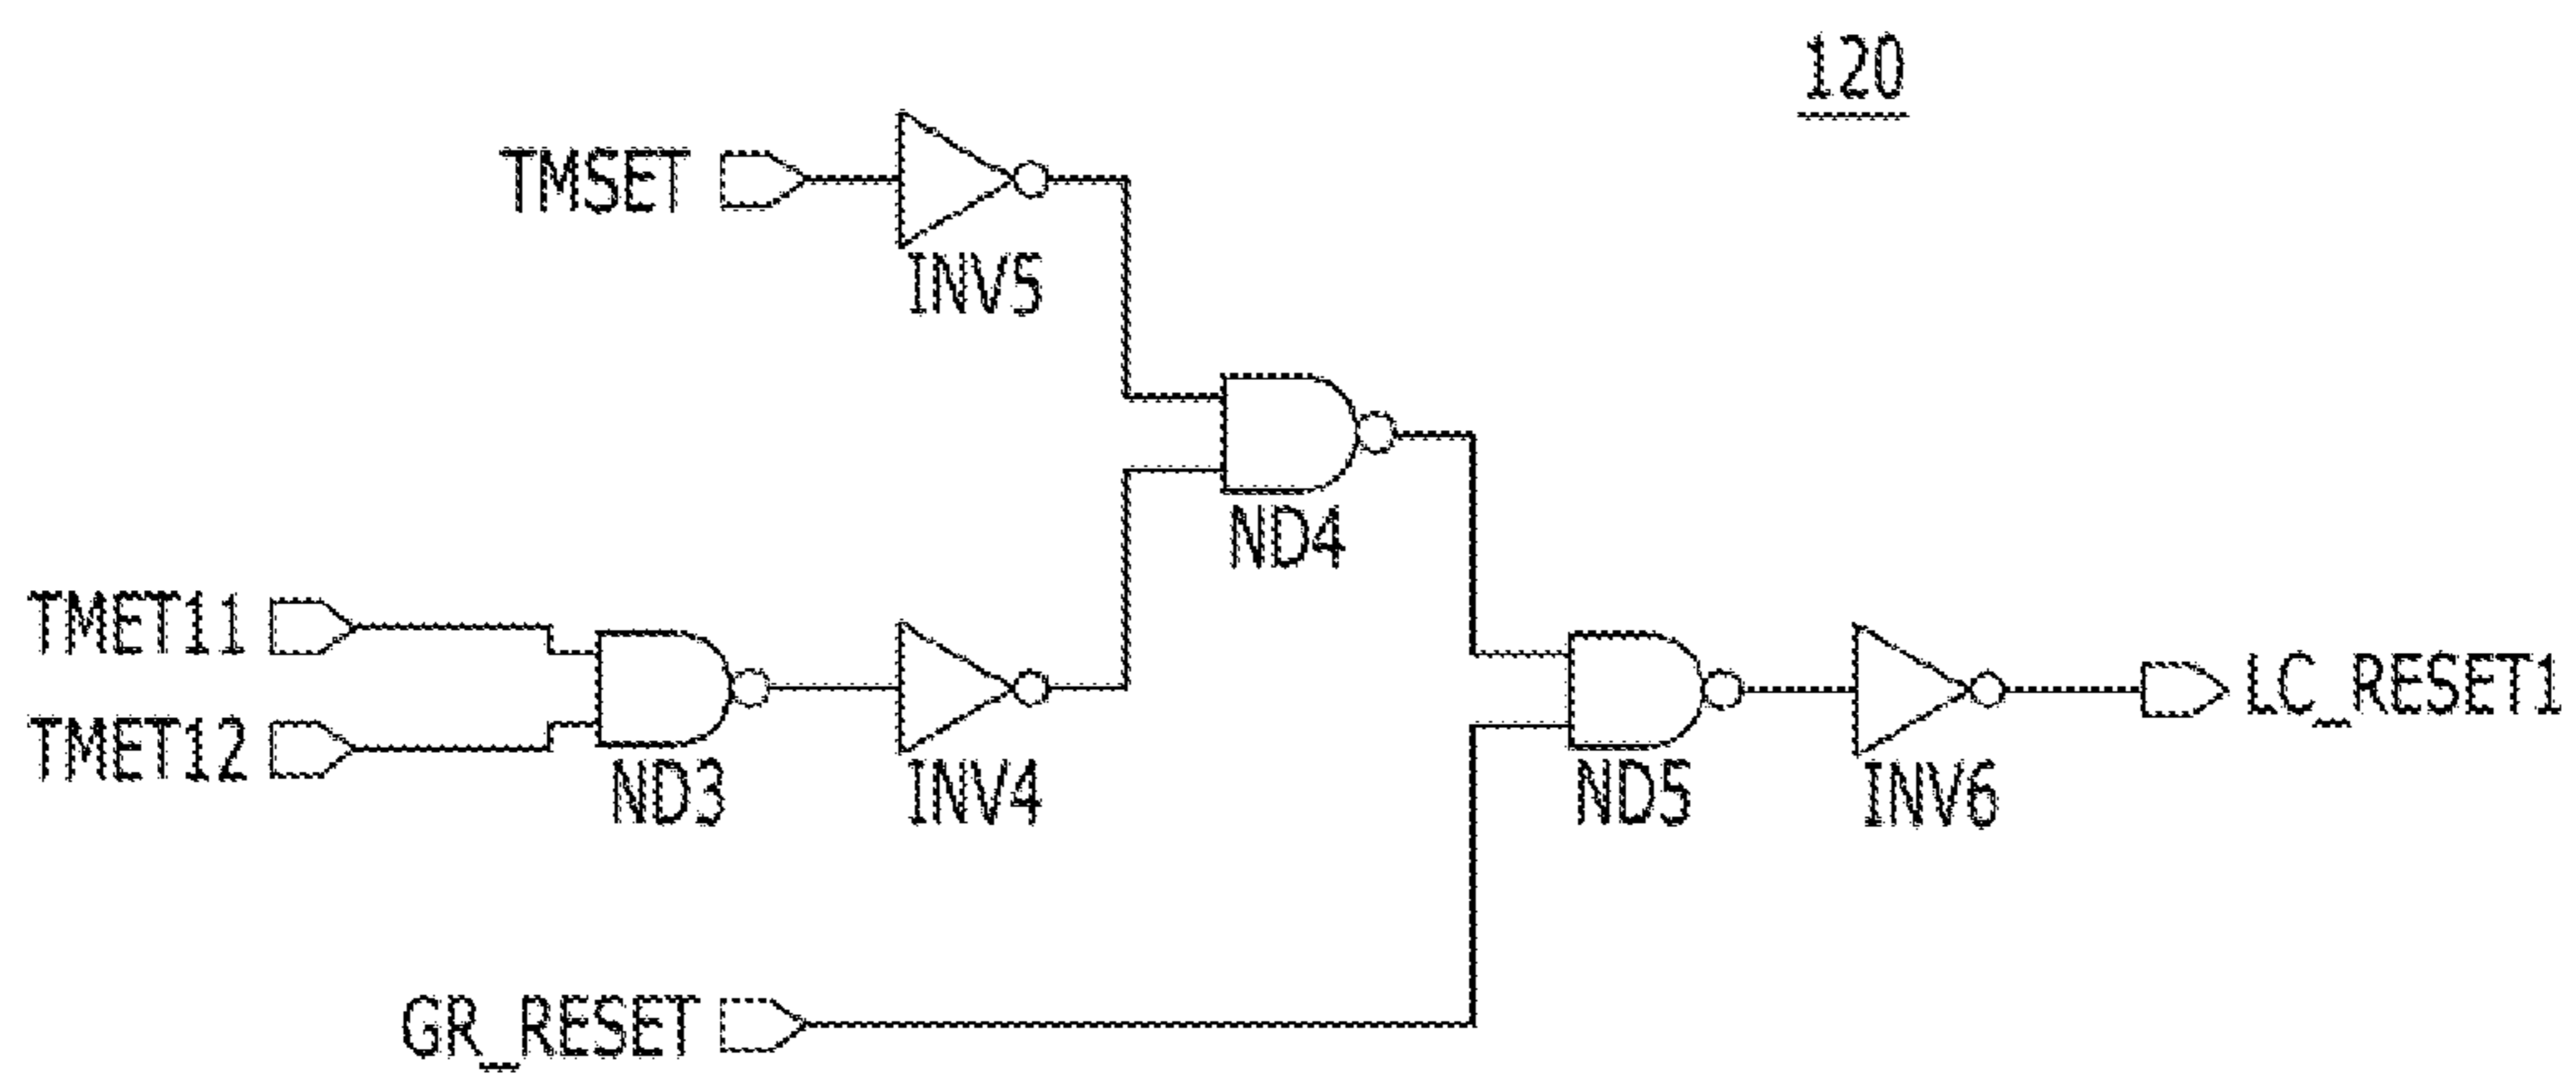 120
TMSET
INV5
ND4
TMET11
TMET12
ND3
INV4
ND5
INV6
LC_RESET1
GR_RESET